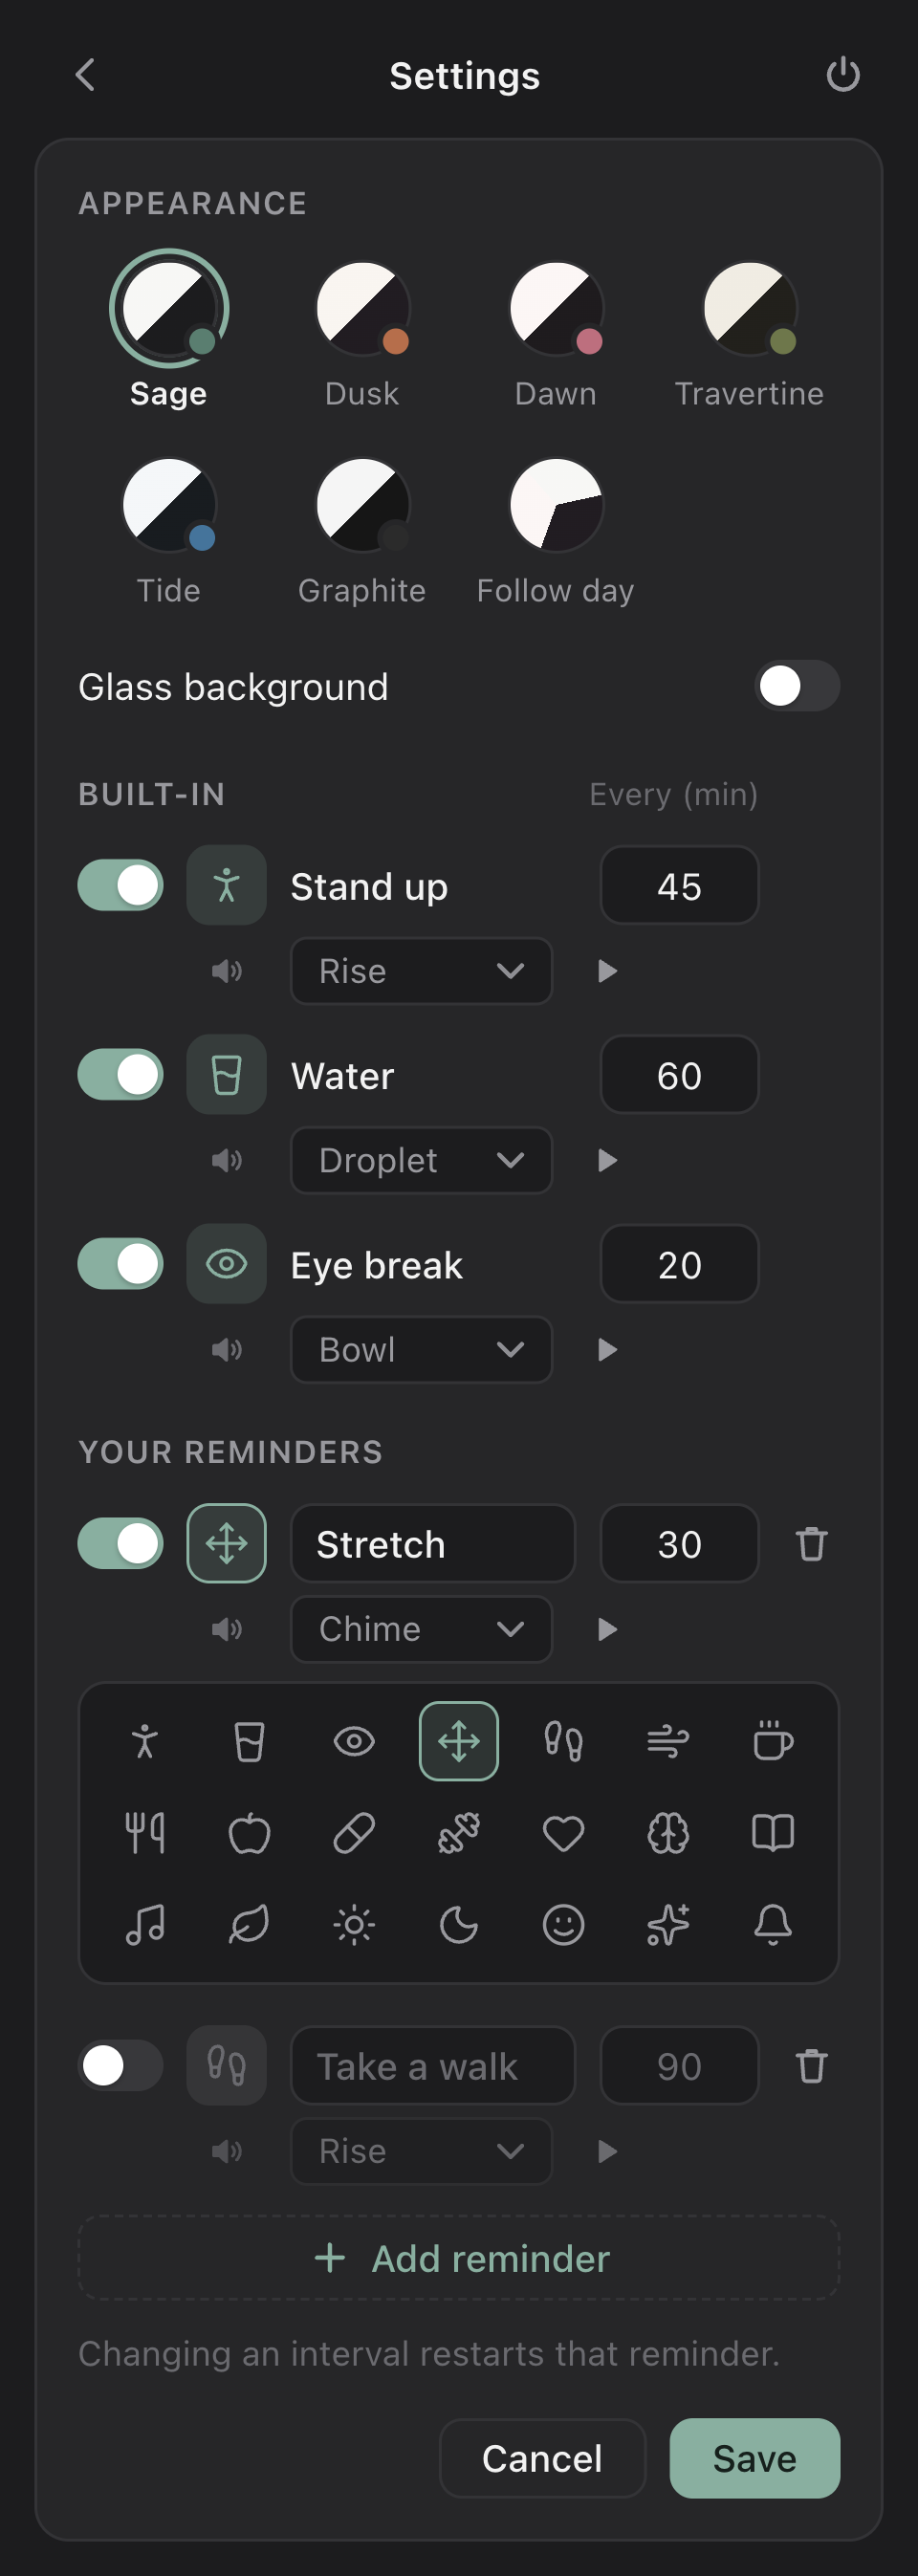 Settings
APPEARANCE
Sage Dusk Dawn Travertine
Tide Graphite Follow day
Glass background
BUILT-IN Every (min)
Stand up 45
Rise
Water 60
Droplet
Eye break 20
Bowl
YOUR REMINDERS
Stretch 30
Chime
Take a walk 90
Rise
+ Add reminder
Changing an interval restarts that reminder.
Cancel Save